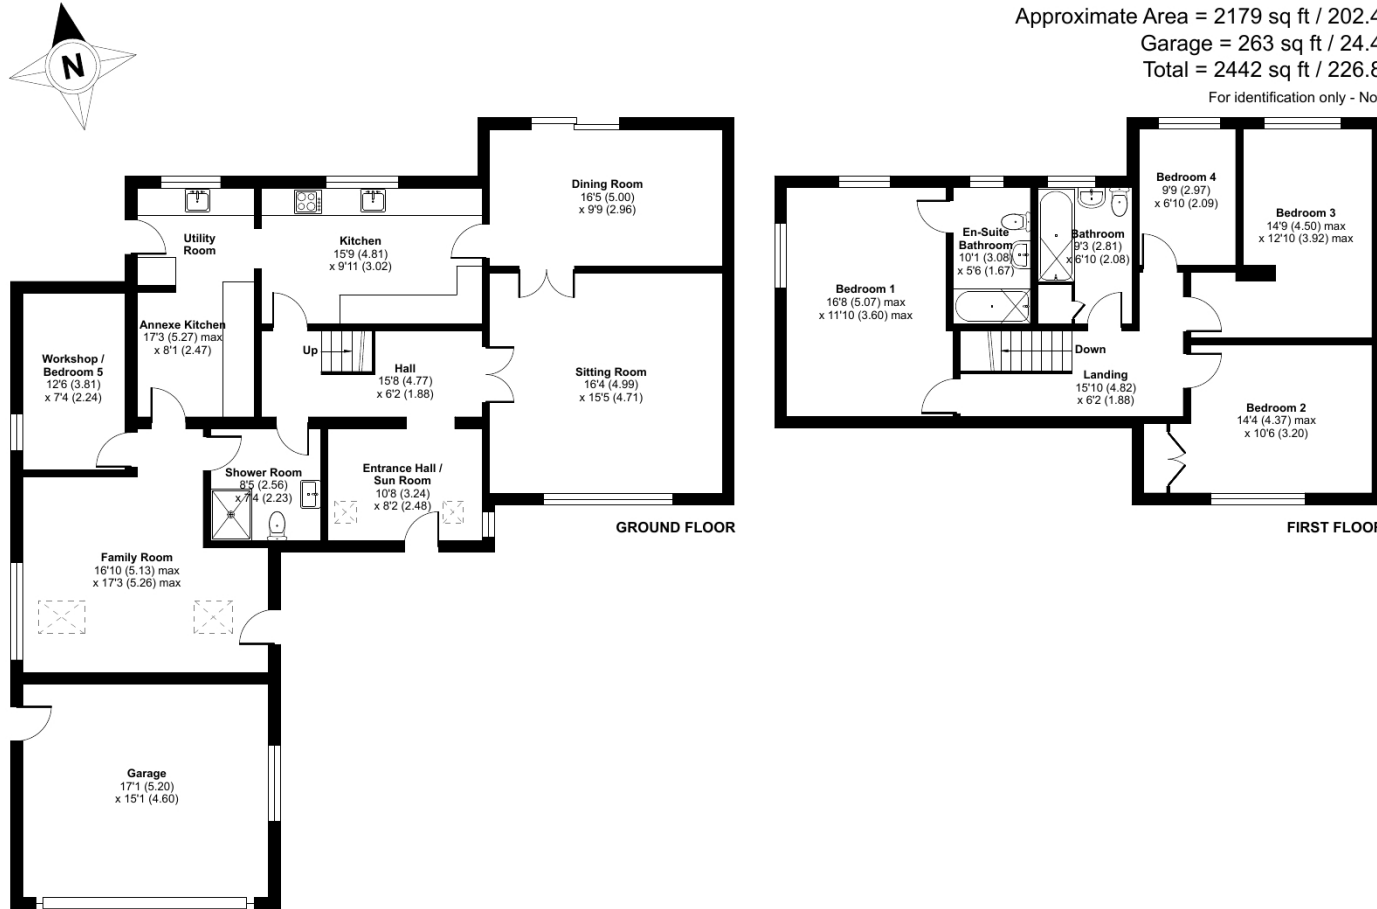 N
Approximate Area = 2179 sq ft / 202.4
Garage = 263 sq ft / 24.4
Total = 2442 sq ft / 226.8
For identification only - No
Dining Room
16'5 (5.00)
x 9'9 (2.96)
Utility
Room
Kitchen
15'9 (4.81)
x 9'11 (3.02)
Annexe Kitchen
17'3 (5.27) max
x 8'1 (2.47)
Workshop /
Bedroom 5
12'6 (3.81)
x 7'4 (2.24)
Up
Hall
15'8 (4.77)
x 6'2 (1.88)
Sitting Room
16'4 (4.99)
x 15'5 (4.71)
Shower Room
8'5 (2.56)
x 7'4 (2.23)
Entrance Hall /
Sun Room
10'8 (3.24)
x 8'2 (2.48)
Family Room
16'10 (5.13) max
x 17'3 (5.26) max
Garage
17'1 (5.20)
x 15'1 (4.60)
GROUND FLOOR
Bedroom 1
16'8 (5.07) max
x 11'10 (3.60) max
En-Suite
Bathroom
10'1 (3.08)
x 5'6 (1.67)
Bathroom
9'3 (2.81)
x 6'10 (2.08)
Bedroom 4
9'9 (2.97)
x 6'10 (2.09)
Bedroom 3
14'9 (4.50) max
x 12'10 (3.92) max
Down
Landing
15'10 (4.82)
x 6'2 (1.88)
Bedroom 2
14'4 (4.37) max
x 10'6 (3.20)
FIRST FLOOR